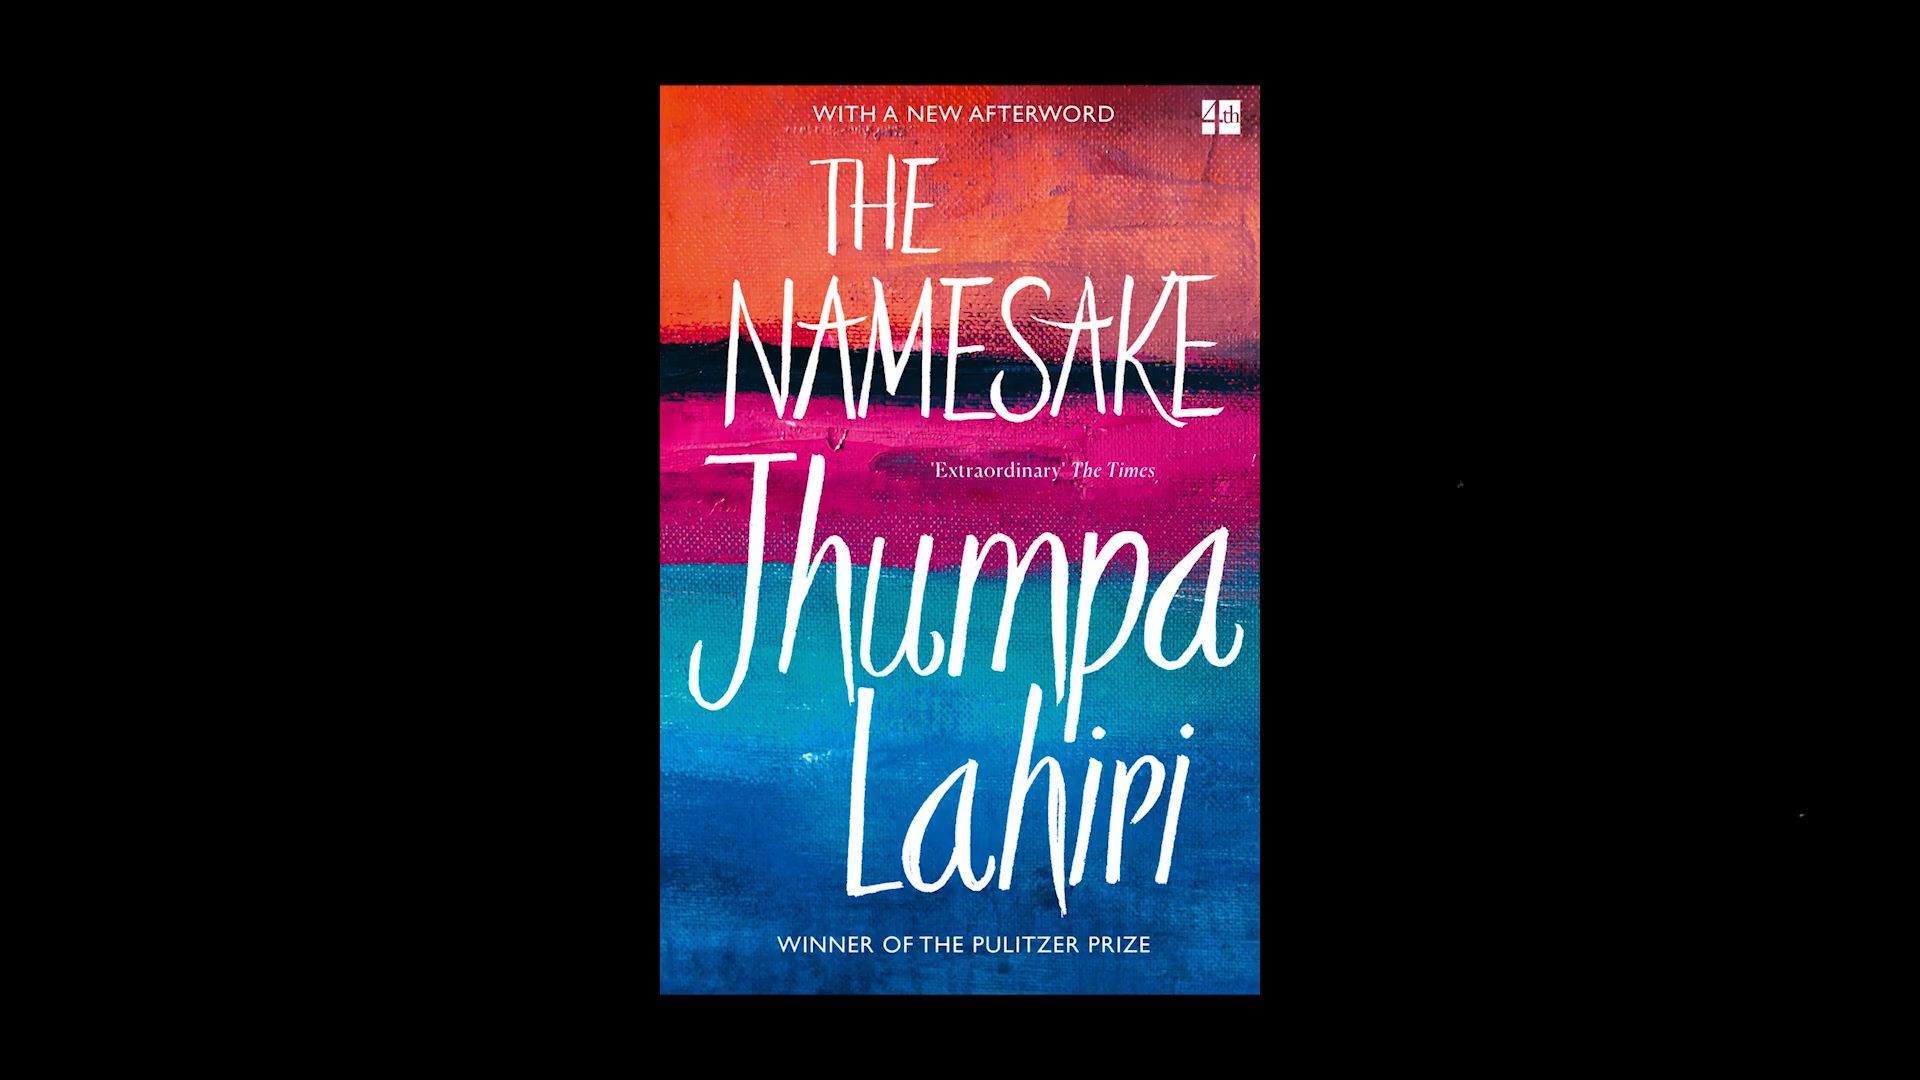 WITH A NEW AFTERWORD
4th
THE
NAMESAKE
'Extraordinary' The Times
Jhumpa
Lahiri
WINNER OF THE PULITZER PRIZE